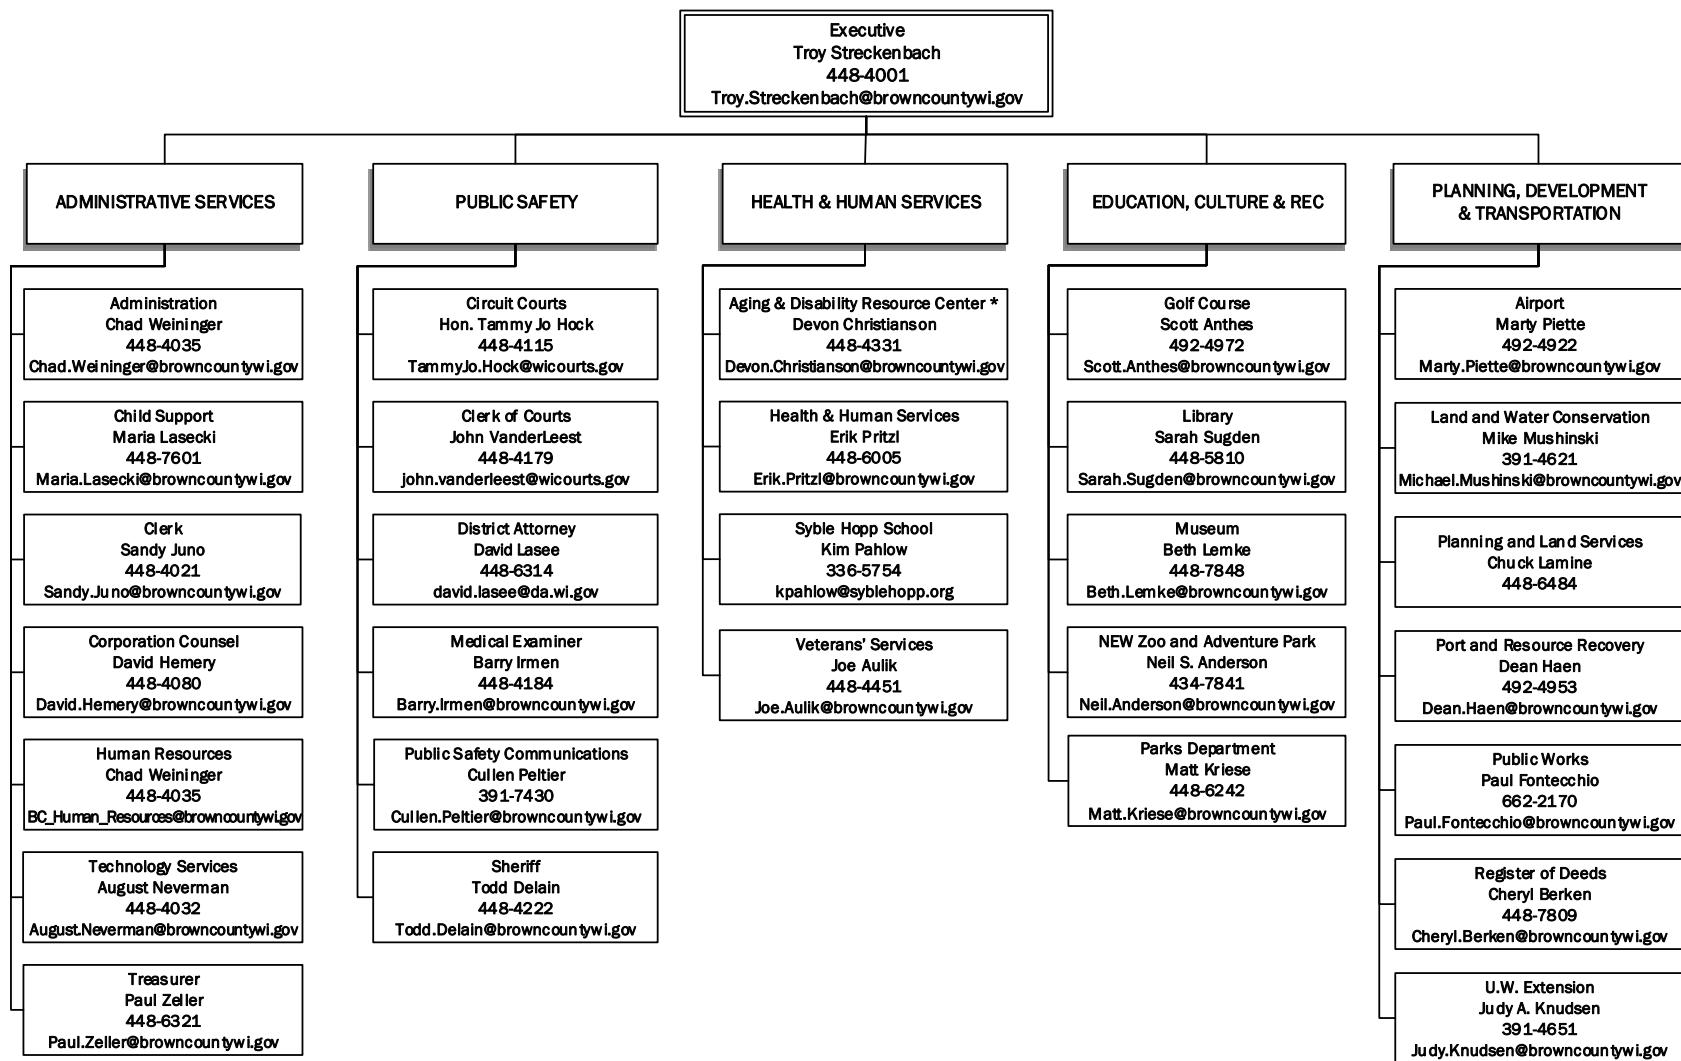 Executive
Troy Streckenbach
448-4001
Troy.Streckenbach@browncountywi.gov
ADMINISTRATIVE SERVICES
Administration
Chad Weininger
448-4035
Chad.Weininger@browncountywi.gov
Child Support
Maria Lasecki
448-7601
Maria.Lasecki@browncountywi.gov
Clerk
Sandy Juno
448-4021
Sandy.Juno@browncountywi.gov
Corporation Counsel
David Hemery
448-4080
David.Hemery@browncountywi.gov
Human Resources
Chad Weininger
448-4035
BC_Human_Resources@browncountywi.gov
Technology Services
August Neverman
448-4032
August.Neverman@browncountywi.gov
Treasurer
Paul Zeller
448-6321
Paul.Zeller@browncountywi.gov
PUBLIC SAFETY
Circuit Courts
Hon. Tammy Jo Hock
448-4115
TammyJo.Hock@wicourts.gov
Clerk of Courts
John VanderLeest
448-4179
john.vanderleest@wicourts.gov
District Attorney
David Lasee
448-6314
david.lasee@da.wi.gov
Medical Examiner
Barry Irmen
448-4184
Barry.Irmen@browncountywi.gov
Public Safety Communications
Cullen Peltier
391-7430
Cullen.Peltier@browncountywi.gov
Sheriff
Todd Delain
448-4222
Todd.Delain@browncountywi.gov
HEALTH & HUMAN SERVICES
Aging & Disability Resource Center *
Devon Christianson
448-4331
Devon.Christianson@browncountywi.gov
Health & Human Services
Erik Pritzl
448-6005
Erik.Pritzl@browncountywi.gov
Syble Hopp School
Kim Pahlow
336-5754
kpahlow@syblehopp.org
Veterans' Services
Joe Aulik
448-4451
Joe.Aulik@browncountywi.gov
EDUCATION, CULTURE & REC
Golf Course
Scott Anthes
492-4972
Scott.Anthes@browncountywi.gov
Library
Sarah Sugden
448-5810
Sarah.Sugden@browncountywi.gov
Museum
Beth Lemke
448-7848
Beth.Lemke@browncountywi.gov
NEW Zoo and Adventure Park
Neil S. Anderson
434-7841
Neil.Anderson@browncountywi.gov
Parks Department
Matt Kriese
448-6242
Matt.Kriese@browncountywi.gov
PLANNING, DEVELOPMENT
& TRANSPORTATION
Airport
Marty Piette
492-4922
Marty.Piette@browncountywi.gov
Land and Water Conservation
Mike Mushinski
391-4621
Michael.Mushinski@browncountywi.gov
Planning and Land Services
Chuck Lamine
448-6484
Port and Resource Recovery
Dean Haen
492-4953
Dean.Haen@browncountywi.gov
Public Works
Paul Fontecchio
662-2170
Paul.Fontecchio@browncountywi.gov
Register of Deeds
Cheryl Berken
448-7809
Cheryl.Berken@browncountywi.gov
U.W. Extension
Judy A. Knudsen
391-4651
Judy.Knudsen@browncountywi.gov